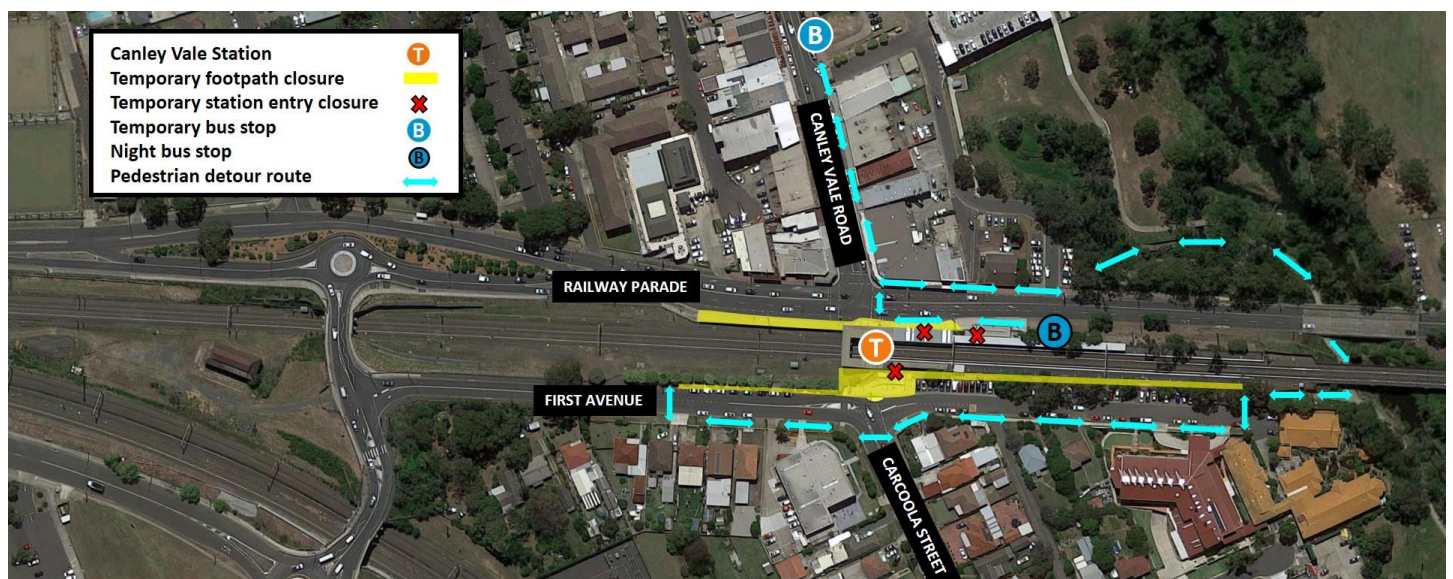 Canley Vale Station T
Temporary footpath closure
Temporary station entry closure
Temporary bus stop B
Night bus stop B
Pedestrian detour route
B
CANLEY VALE ROAD
RAILWAY PARADE
B
T
FIRST AVENUE
CARCOOLA STREET